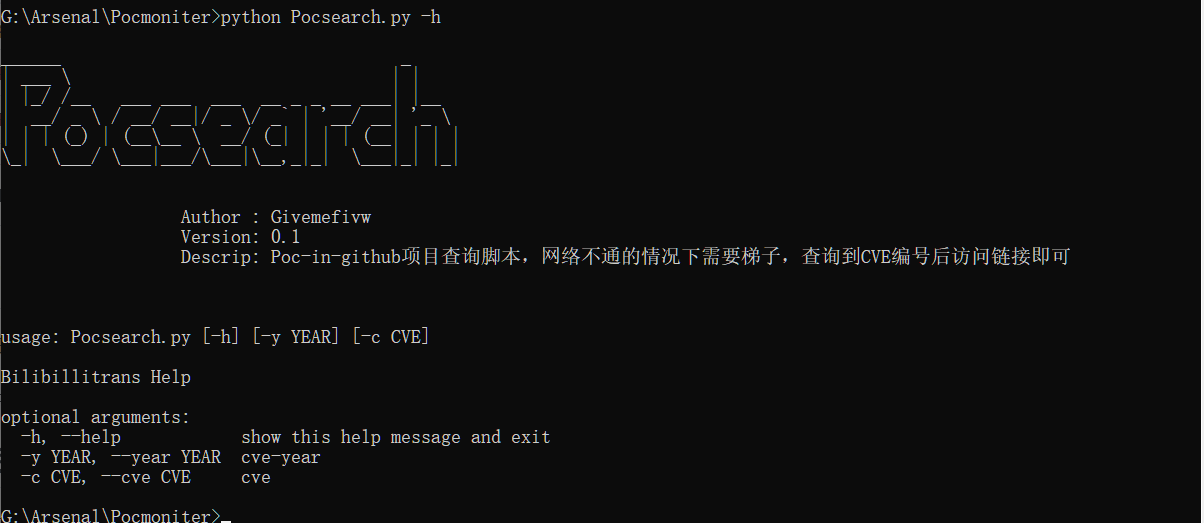 G:\Arsenal\Pocmoniter>python Pocsearch.py -h
Pocsearch
Author : Givemefivw
Version: 0.1
Descrip: Poc-in-github项目查询脚本，网络不通的情况下需要梯子，查询到CVE编号后访问链接即可
usage: Pocsearch.py [-h] [-y YEAR] [-c CVE]
Bilibillitrans Help
optional arguments:
-h, --help show this help message and exit
-y YEAR, --year YEAR cve-year
-c CVE, --cve CVE cve
G:\Arsenal\Pocmoniter>